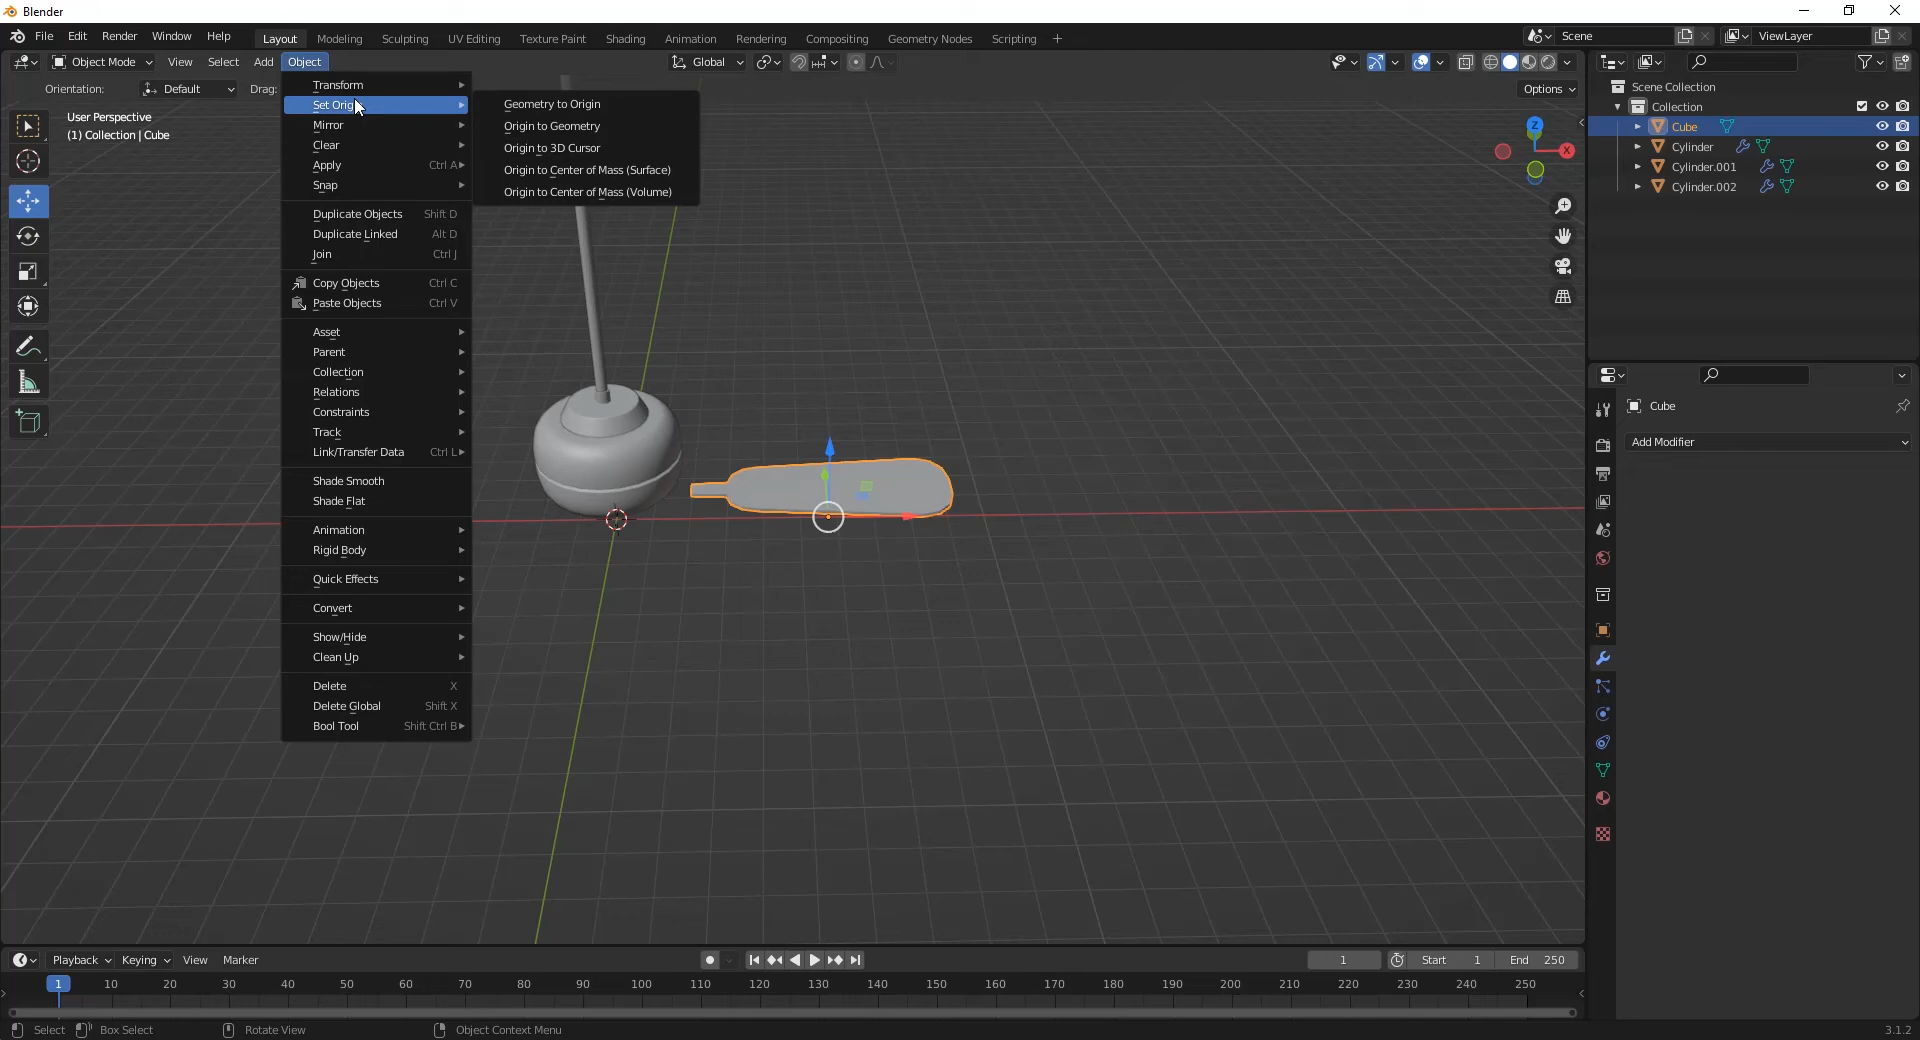 Blender
File Edit Render Window Help Layout Modeling Sculpting UV Editing Texture Paint Shading Animation Rendering Compositing Geometry Nodes Scripting + Scene ViewLayer
Object Mode View Select Add Object Global
Orientation: Default Drag: Options
User Perspective
(1) Collection | Cube
Transform
Set Orig
Mirror
Clear
Apply Ctrl A
Snap
Duplicate Objects Shift D
Duplicate Linked Alt D
Join Ctrl J
Copy Objects Ctrl C
Paste Objects Ctrl V
Asset
Parent
Collection
Relations
Constraints
Track
Link/Transfer Data Ctrl L
Shade Smooth
Shade Flat
Animation
Rigid Body
Quick Effects
Convert
Show/Hide
Clean Up
Delete X
Delete Global Shift X
Bool Tool Shift Ctrl B
Geometry to Origin
Origin to Geometry
Origin to 3D Cursor
Origin to Center of Mass (Surface)
Origin to Center of Mass (Volume)
Z
X
Scene Collection
Collection
Cube
Cylinder
Cylinder.001
Cylinder.002
Cube
Add Modifier
Playback Keying View Marker 1 Start 1 End 250
1 10 20 30 40 50 60 70 80 90 100 110 120 130 140 150 160 170 180 190 200 210 220 230 240 250
Select Box Select Rotate View Object Context Menu 3.1.2